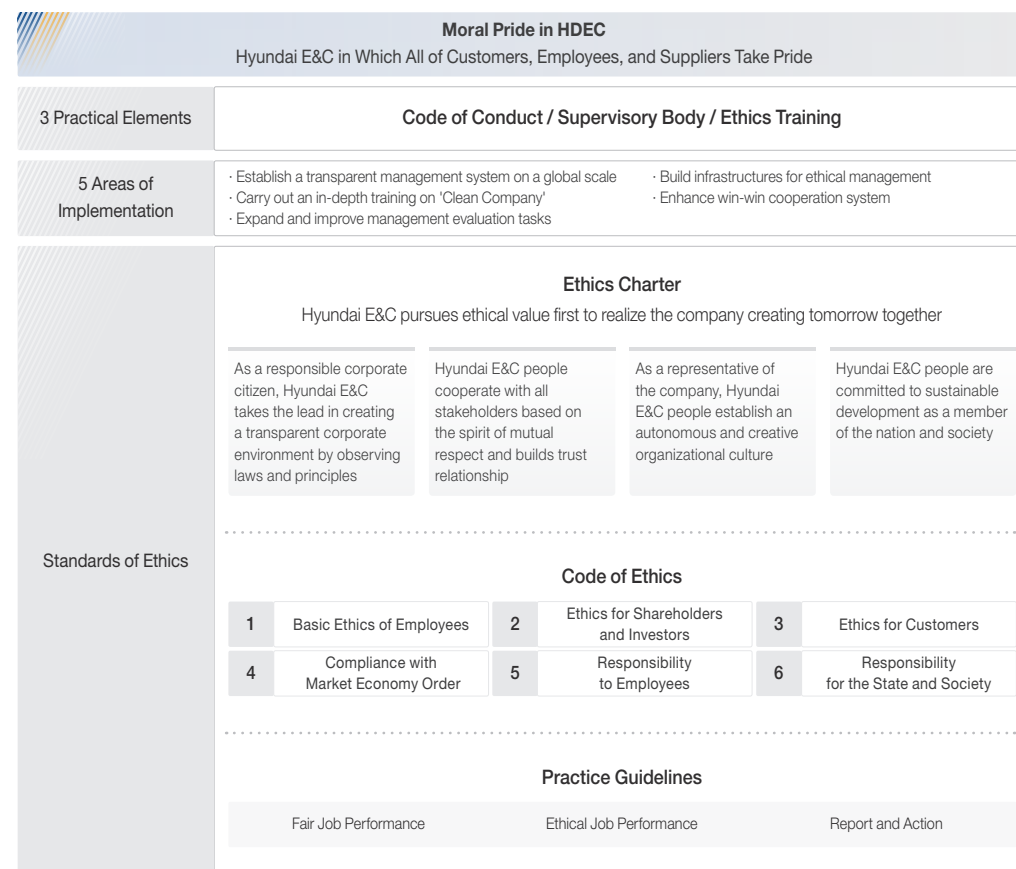 Moral Pride in HDEC
Hyundai E&C in Which All of Customers, Employees, and Suppliers Take Pride
3 Practical Elements
Code of Conduct / Supervisory Body / Ethics Training
5 Areas of
Implementation
· Establish a transparent management system on a global scale
· Carry out an in-depth training on 'Clean Company'
· Expand and improve management evaluation tasks
· Build infrastructures for ethical management
· Enhance win-win cooperation system
Standards of Ethics
Ethics Charter
Hyundai E&C pursues ethical value first to realize the company creating tomorrow together
As a responsible corporate
citizen, Hyundai E&C
takes the lead in creating
a transparent corporate
environment by observing
laws and principles
Hyundai E&C people
cooperate with all
stakeholders based on
the spirit of mutual
respect and builds trust
relationship
As a representative of
the company, Hyundai
E&C people establish an
autonomous and creative
organizational culture
Hyundai E&C people are
committed to sustainable
development as a member
of the nation and society
Code of Ethics
1
Basic Ethics of Employees
2
Ethics for Shareholders
and Investors
3
Ethics for Customers
4
Compliance with
Market Economy Order
5
Responsibility
to Employees
6
Responsibility
for the State and Society
Practice Guidelines
Fair Job Performance
Ethical Job Performance
Report and Action